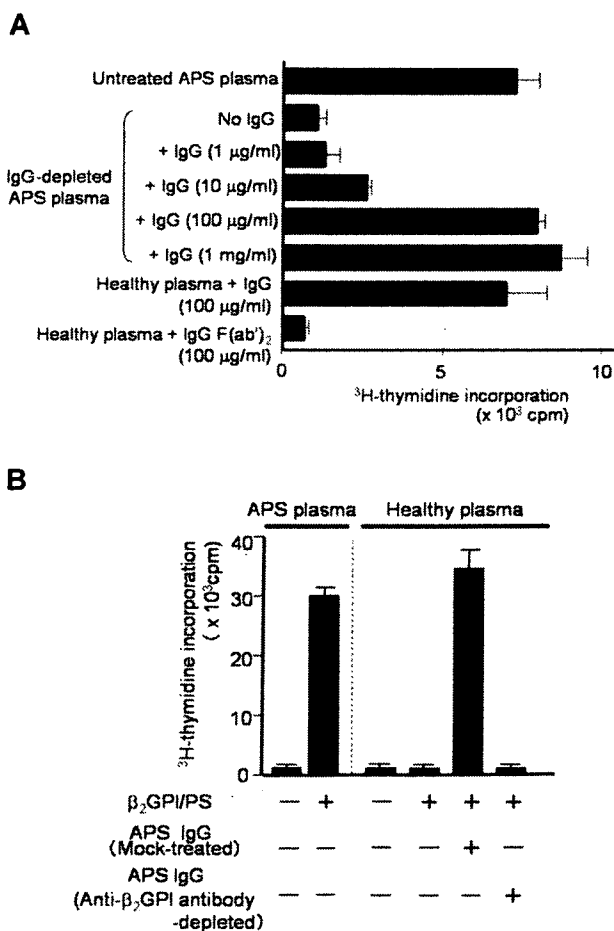 A
Untreated APS plasma
No IgG
+ IgG (1 µg/ml)
IgG-depleted
APS plasma
+ IgG (10 µg/ml)
+ IgG (100 µg/ml)
+ IgG (1 mg/ml)
Healthy plasma + IgG
(100 µg/ml)
Healthy plasma + IgG F(ab')₂
(100 µg/ml)
0 5 10
³H-thymidine incorporation
(x 10³ cpm)
B
APS plasma Healthy plasma
³H-thymidine incorporation
( x 10³cpm)
40
30
20
10
0
β₂GPI/PS — + — + + +
APS IgG
(Mock-treated) — — — — + —
APS IgG
(Anti-β₂GPI antibody
-depleted) — — — — — +